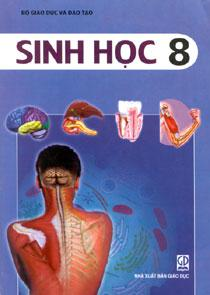 BỘ GIÁO DỤC VÀ ĐÀO TẠO
SINH HỌC 8
NHÀ XUẤT BẢN GIÁO DỤC